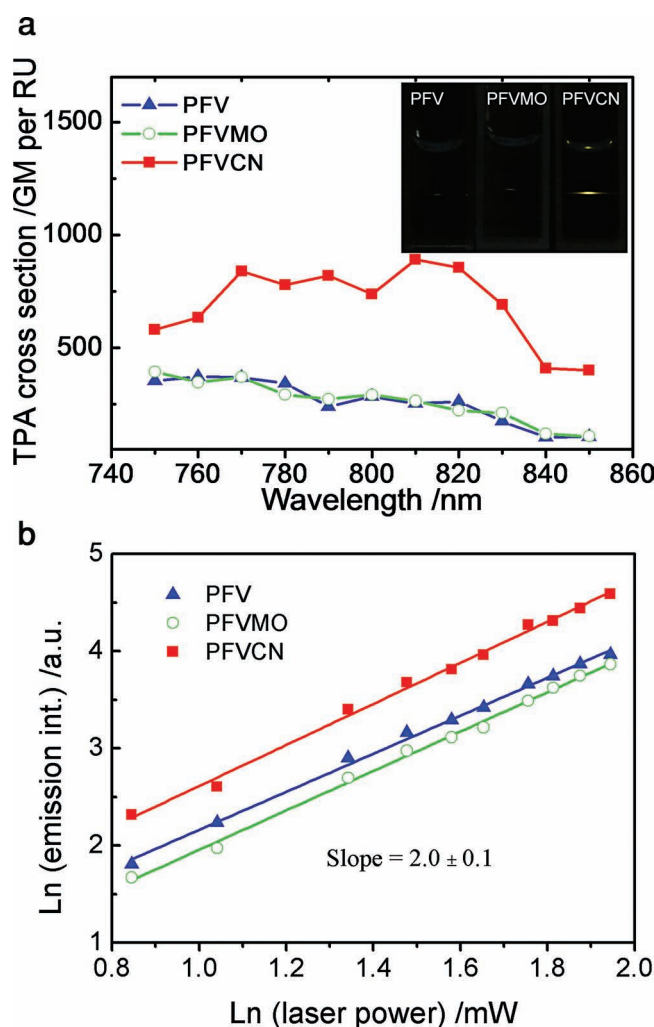 a
TPA cross section /GM per RU
1500
1000
500
PFV
PFVMO
PFVCN
PFV PFVMO PFVCN
740 760 780 800 820 840 860
Wavelength /nm
b
Ln (emission int.) /a.u.
5
4
3
2
1
PFV
PFVMO
PFVCN
Slope = 2.0 ± 0.1
0.8 1.0 1.2 1.4 1.6 1.8 2.0
Ln (laser power) /mW